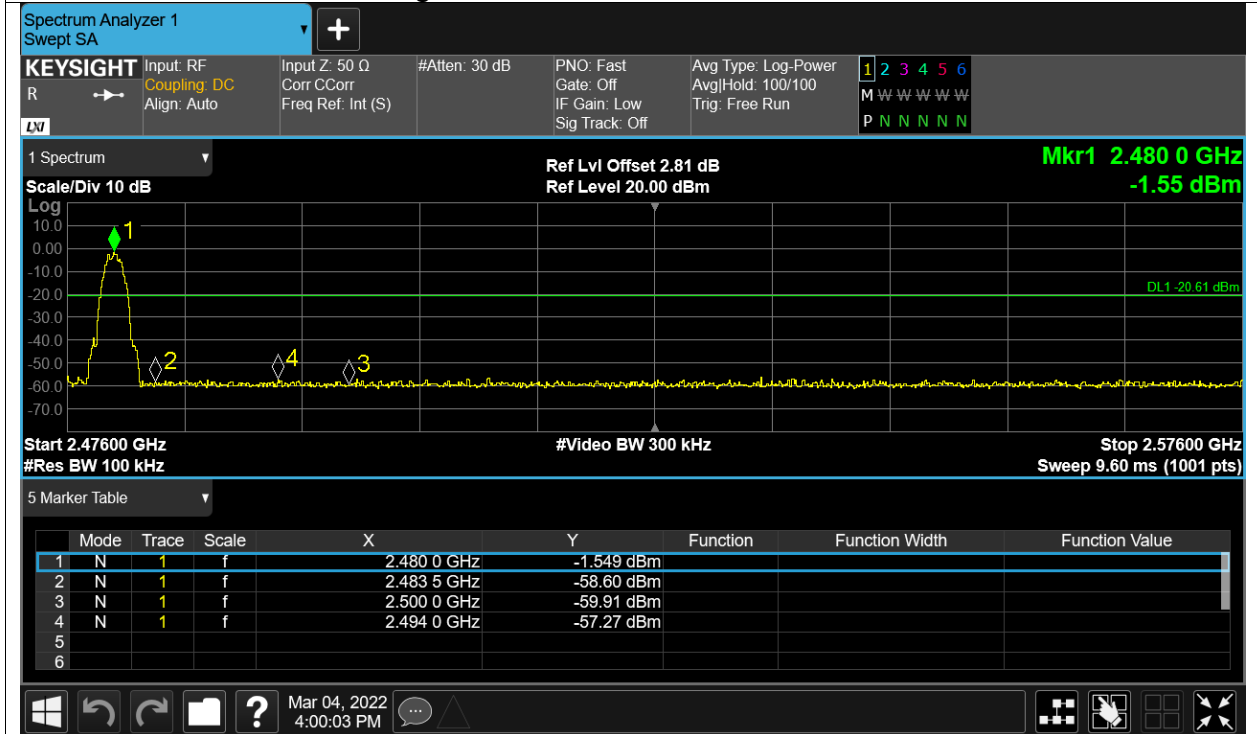 Spectrum Analyzer 1
Swept SA
KEYSIGHT
R
LXI
Input: RF
Coupling: DC
Align: Auto
Input Z: 50 Ω
Corr CCorr
Freq Ref: Int (S)
#Atten: 30 dB
PNO: Fast
Gate: Off
IF Gain: Low
Sig Track: Off
Avg Type: Log-Power
Avg|Hold: 100/100
Trig: Free Run
1 2 3 4 5 6
M W W W W W
P N N N N N
1 Spectrum
Scale/Div 10 dB
Ref Lvl Offset 2.81 dB
Ref Level 20.00 dBm
Mkr1 2.480 0 GHz
-1.55 dBm
Log
10.0
0.00
-10.0
-20.0
-30.0
-40.0
-50.0
-60.0
-70.0
1
2
4
3
DL1 -20.61 dBm
Start 2.47600 GHz
#Res BW 100 kHz
#Video BW 300 kHz
Stop 2.57600 GHz
Sweep 9.60 ms (1001 pts)
5 Marker Table
Mode Trace Scale X Y Function Function Width Function Value
1 N 1 f 2.480 0 GHz -1.549 dBm
2 N 1 f 2.483 5 GHz -58.60 dBm
3 N 1 f 2.500 0 GHz -59.91 dBm
4 N 1 f 2.494 0 GHz -57.27 dBm
5
6
?
Mar 04, 2022
4:00:03 PM